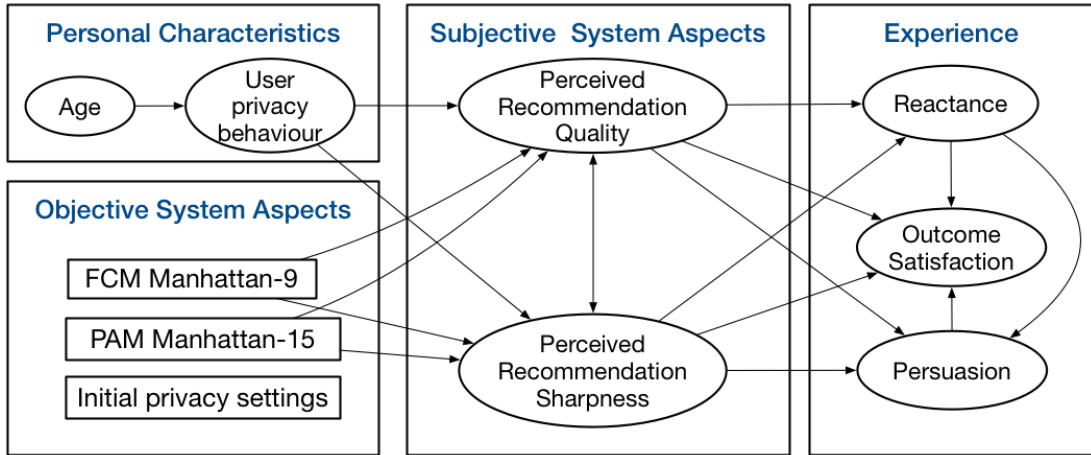 Personal Characteristics
Age
User
privacy
behaviour
Objective System Aspects
FCM Manhattan-9
PAM Manhattan-15
Initial privacy settings
Subjective System Aspects
Perceived
Recommendation
Quality
Perceived
Recommendation
Sharpness
Experience
Reactance
Outcome
Satisfaction
Persuasion